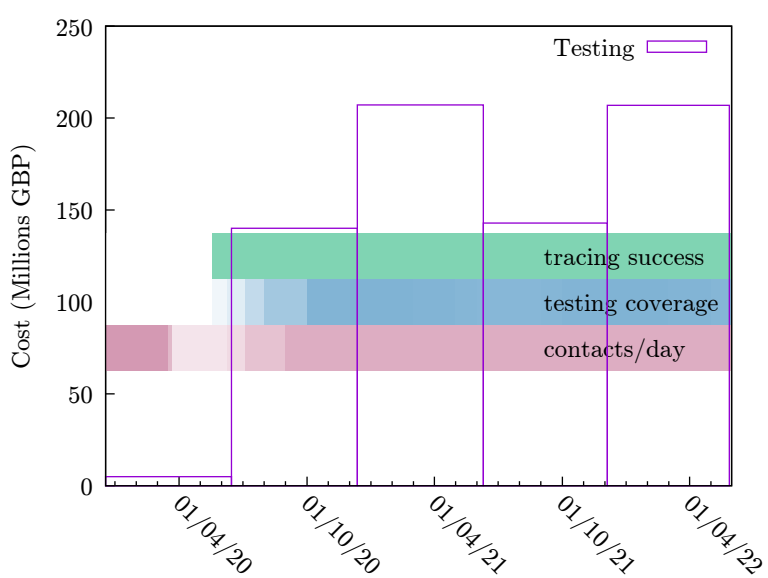 250
Testing
200
150
100
50
0
Cost (Millions GBP)
tracing success
testing coverage
contacts/day
01/04/20
01/10/20
01/04/21
01/10/21
01/04/22